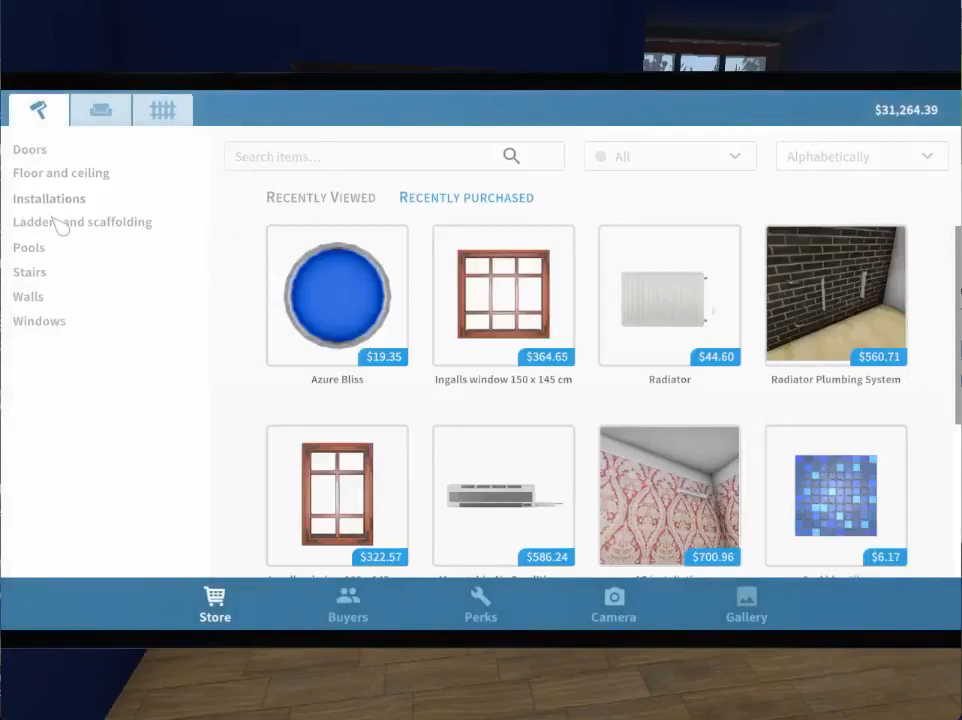 $31,264.39
Doors
Floor and ceiling
Installations
Ladders and scaffolding
Pools
Stairs
Walls
Windows
Search items...
All
Alphabetically
RECENTLY VIEWED
RECENTLY PURCHASED
$19.35
$364.65
$44.60
$560.71
Azure Bliss
Ingalls window 150 x 145 cm
Radiator
Radiator Plumbing System
$322.57
$586.24
$700.96
$6.17
Store
Buyers
Perks
Camera
Gallery